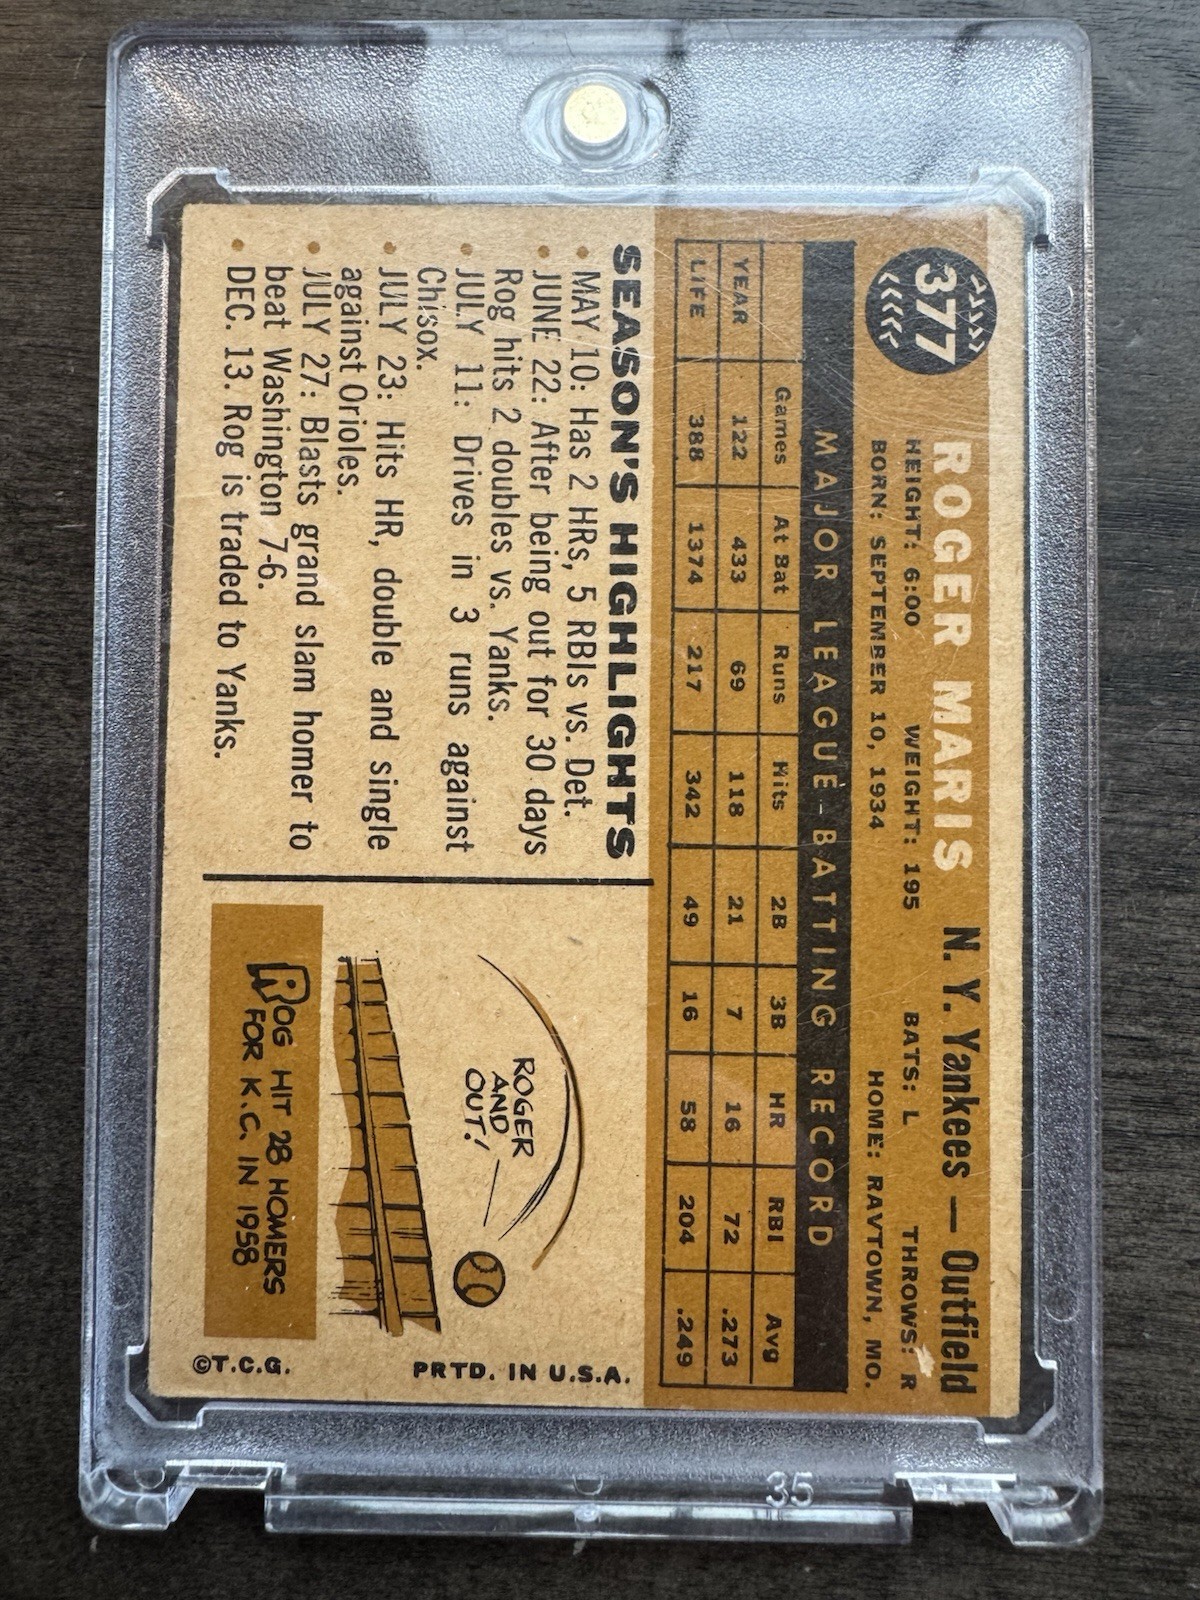 377
ROGER MARIS N. Y. Yankees — Outfield
HEIGHT: 6:00 WEIGHT: 195 BATS: L THROWS: R
BORN: SEPTEMBER 10, 1934 HOME: RAYTOWN, MO.
MAJOR LEAGUE BATTING RECORD
Games At Bat Runs Hits 2B 3B HR RBI Avg
YEAR 122 433 69 118 21 7 16 72 .273
LIFE 388 1374 217 342 49 16 58 204 .249
SEASON'S HIGHLIGHTS
• MAY 10: Has 2 HRs, 5 RBIs vs. Det.
• JUNE 22: After being out for 30 days
Rog hits 2 doubles vs. Yanks.
• JULY 11: Drives in 3 runs against
Chisox.
• JULY 23: Hits HR, double and single
against Orioles.
• JULY 27: Blasts grand slam homer to
beat Washington 7-6.
• DEC. 13. Rog is traded to Yanks.
ROGER
AND
OUT!
ROG HIT 28 HOMERS
FOR K.C. IN 1958
PRTD. IN U.S.A.
©T.C.G.
35